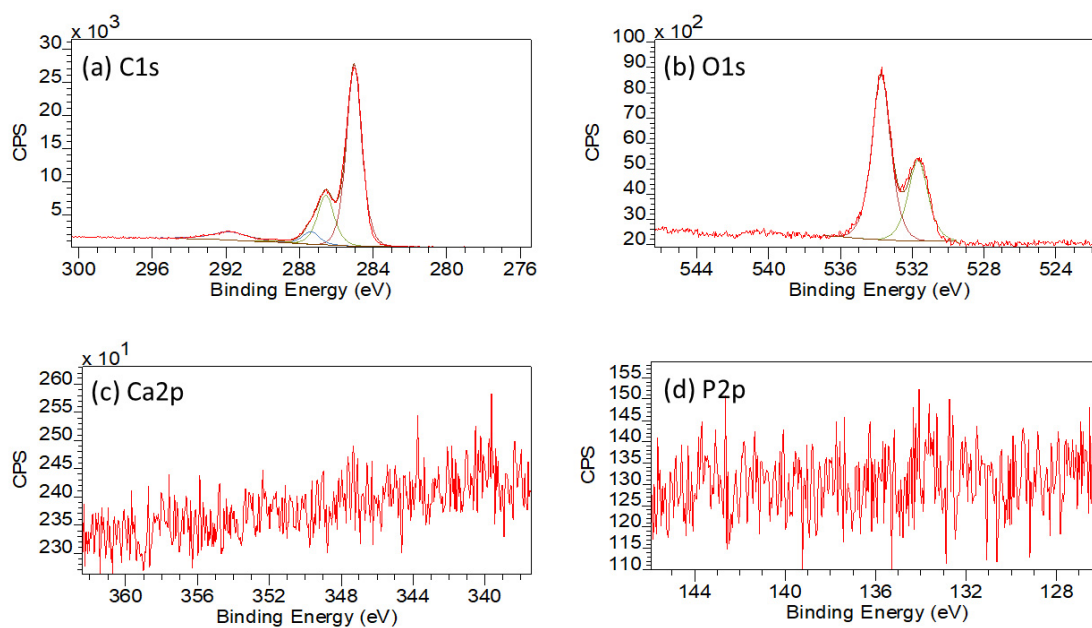 x 10³
(a) C1s
30
25
20
15
10
5
CPS
300 296 292 288 284 280 276
Binding Energy (eV)
x 10²
(b) O1s
100
90
80
70
60
50
40
30
20
CPS
544 540 536 532 528 524
Binding Energy (eV)
x 10¹
(c) Ca2p
260
255
250
245
240
235
230
CPS
360 356 352 348 344 340
Binding Energy (eV)
(d) P2p
155
150
145
140
135
130
125
120
115
110
CPS
144 140 136 132 128
Binding Energy (eV)